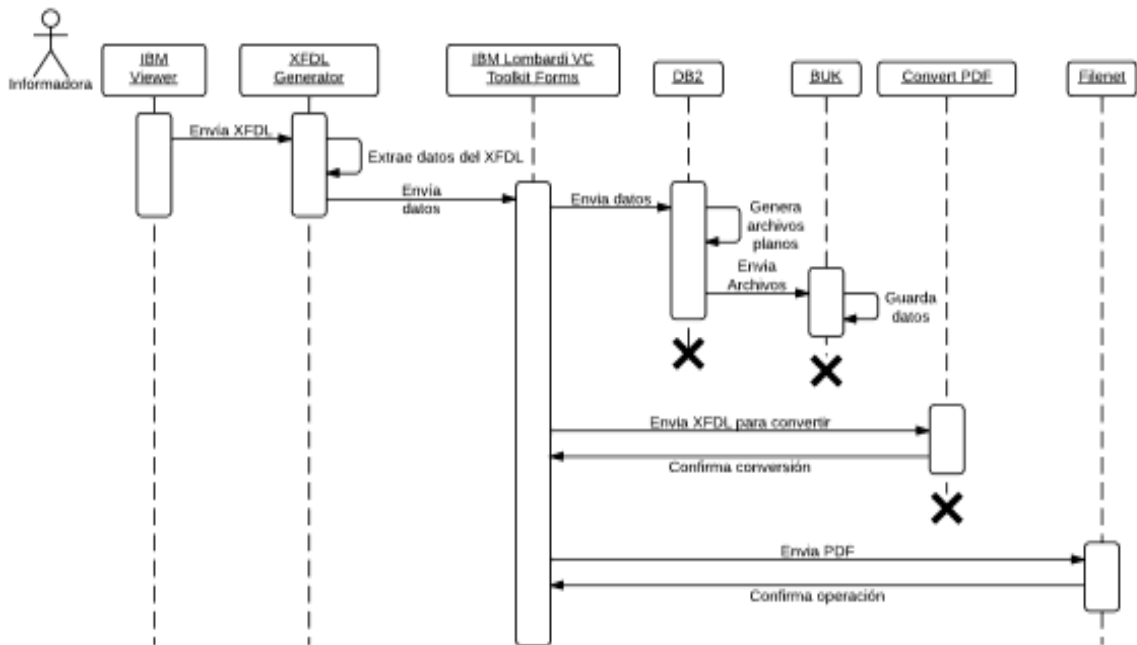 Informadora
IBM
Viewer
XFDL
Generator
IBM Lombardi VC
Toolkit Forms
DB2
BUK
Convert PDF
Filenet
Envía XFDL
Extrae datos del XFDL
Envía
datos
Envia datos
Genera
archivos
planos
Envía
Archivos
Guarda
datos
Envía XFDL para convertir
Confirma conversión
Envia PDF
Confirma operación